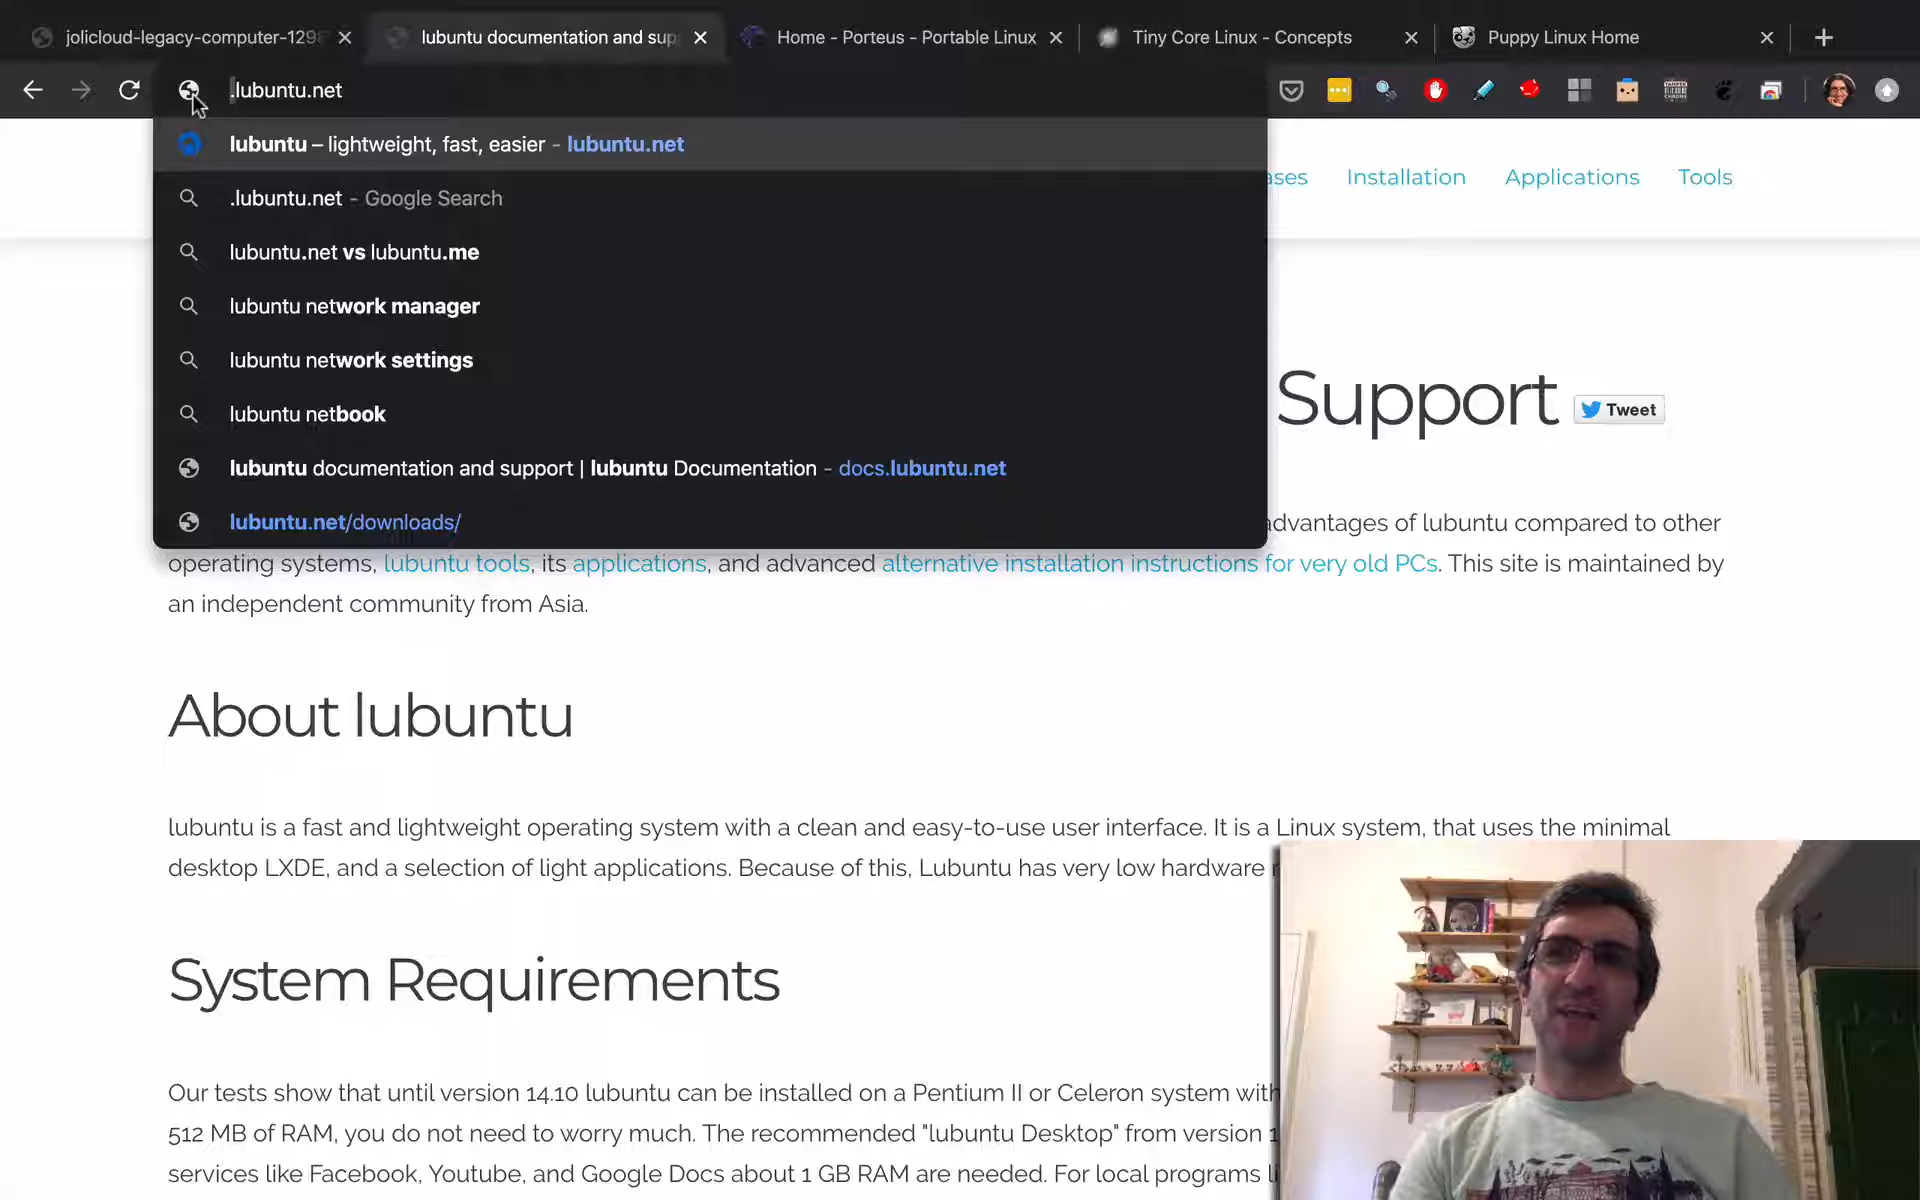 jolicloud-legacy-computer-1298
lubuntu documentation and sup
Home - Porteus - Portable Linux
Tiny Core Linux - Concepts
Puppy Linux Home
.lubuntu.net
lubuntu – lightweight, fast, easier - lubuntu.net
.lubuntu.net - Google Search
lubuntu.net vs lubuntu.me
lubuntu network manager
lubuntu network settings
lubuntu netbook
lubuntu documentation and support | lubuntu Documentation - docs.lubuntu.net
lubuntu.net/downloads/
Installation Applications Tools
Support
Tweet
advantages of lubuntu compared to other
operating systems, lubuntu tools, its applications, and advanced alternative installation instructions for very old PCs. This site is maintained by
an independent community from Asia.
About lubuntu
lubuntu is a fast and lightweight operating system with a clean and easy-to-use user interface. It is a Linux system, that uses the minimal
desktop LXDE, and a selection of light applications. Because of this, Lubuntu has very low hardware
System Requirements
Our tests show that until version 14.10 lubuntu can be installed on a Pentium II or Celeron system with
512 MB of RAM, you do not need to worry much. The recommended "lubuntu Desktop" from version 1
services like Facebook, Youtube, and Google Docs about 1 GB RAM are needed. For local programs